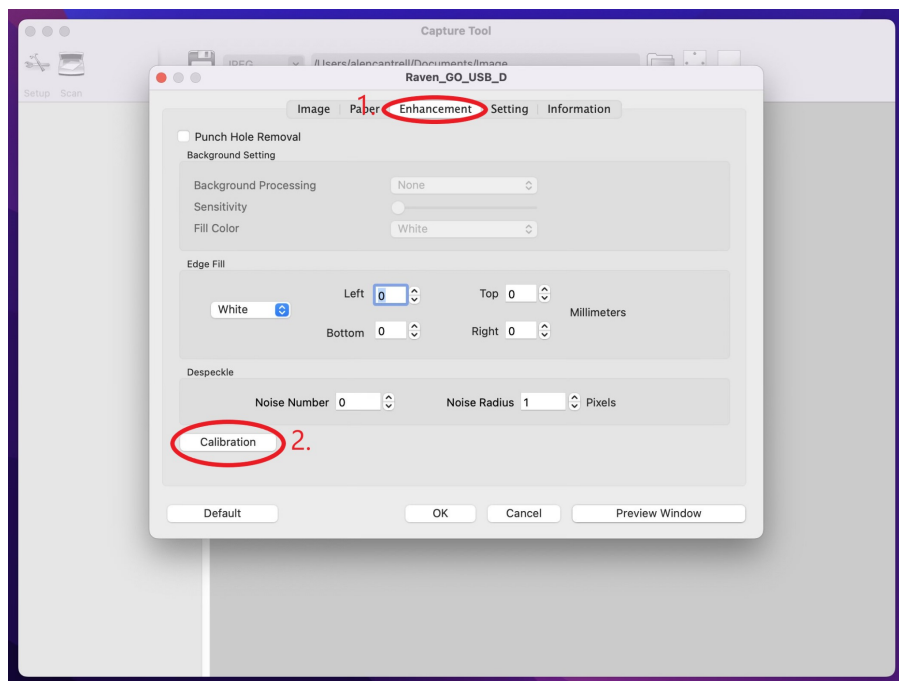 Capture Tool
JPEG /Users/alencantrell/Documents/Image
Setup Scan
Raven_GO_USB_D
1.
Image Paper Enhancement Setting Information
Punch Hole Removal
Background Setting
Background Processing None
Sensitivity
Fill Color White
Edge Fill
Left 0 Top 0
White Millimeters
Bottom 0 Right 0
Despeckle
Noise Number 0 Noise Radius 1 Pixels
Calibration 2.
Default OK Cancel Preview Window